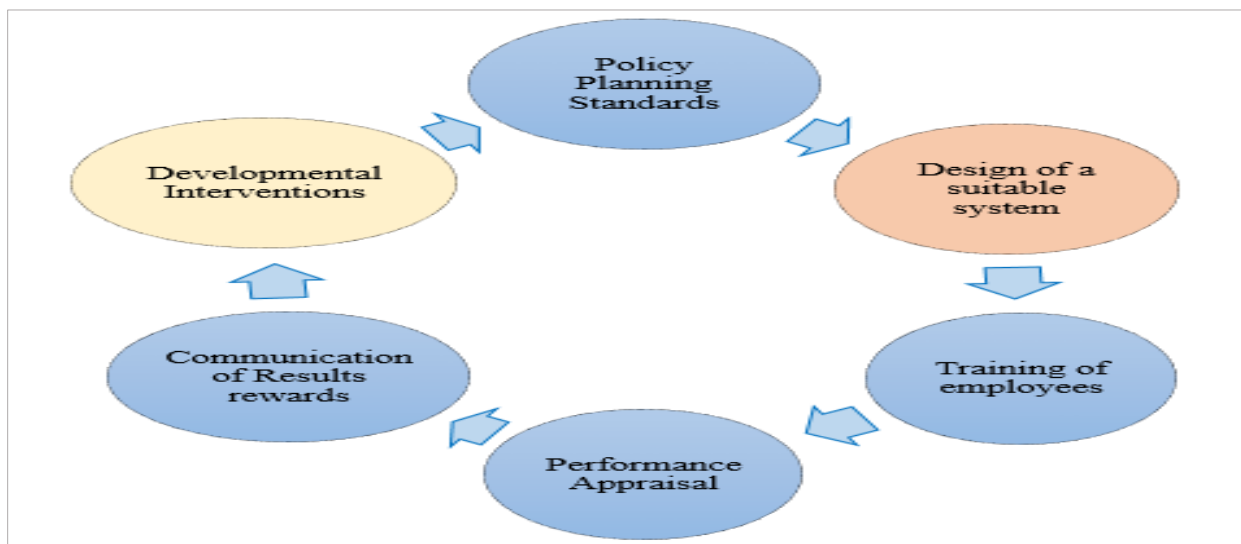 Policy
Planning
Standards
Design of a
suitable
system
Training of
employees
Performance
Appraisal
Communication
of Results
rewards
Developmental
Interventions